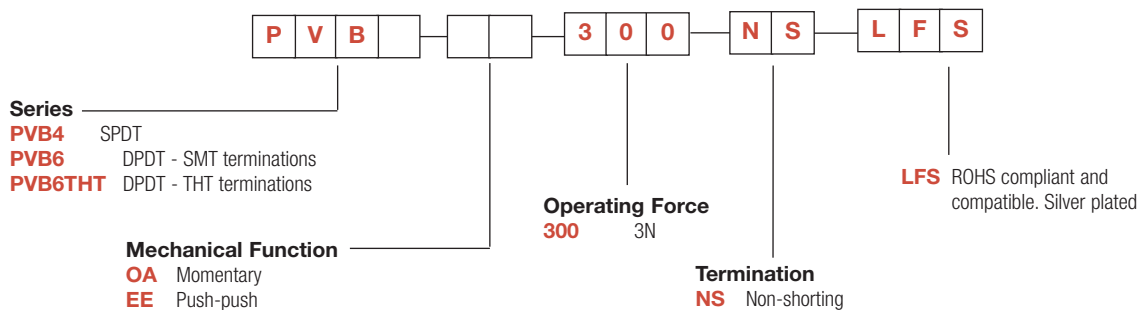 P V B 3 0 0 N S L F S
Series
PVB4 SPDT
PVB6 DPDT - SMT terminations
PVB6THT DPDT - THT terminations
Mechanical Function
OA Momentary
EE Push-push
Operating Force
300 3N
Termination
NS Non-shorting
LFS ROHS compliant and
compatible. Silver plated